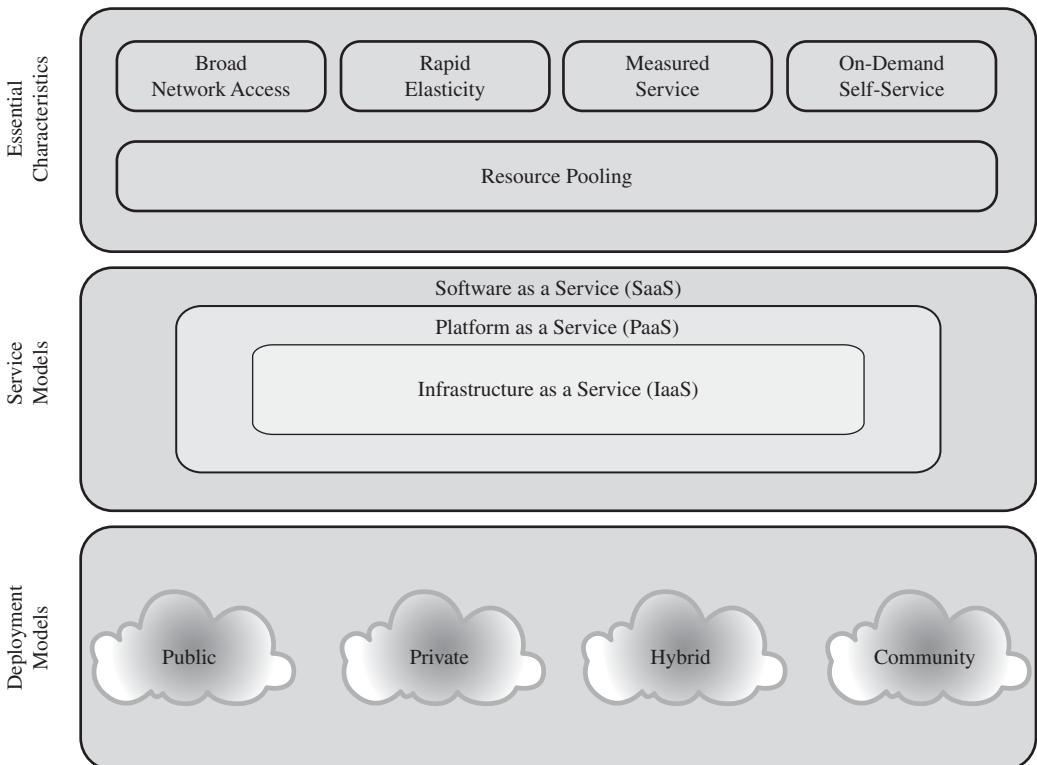 Essential
Characteristics
Broad
Network Access
Rapid
Elasticity
Measured
Service
On-Demand
Self-Service
Resource Pooling
Service
Models
Software as a Service (SaaS)
Platform as a Service (PaaS)
Infrastructure as a Service (IaaS)
Deployment
Models
Public
Private
Hybrid
Community